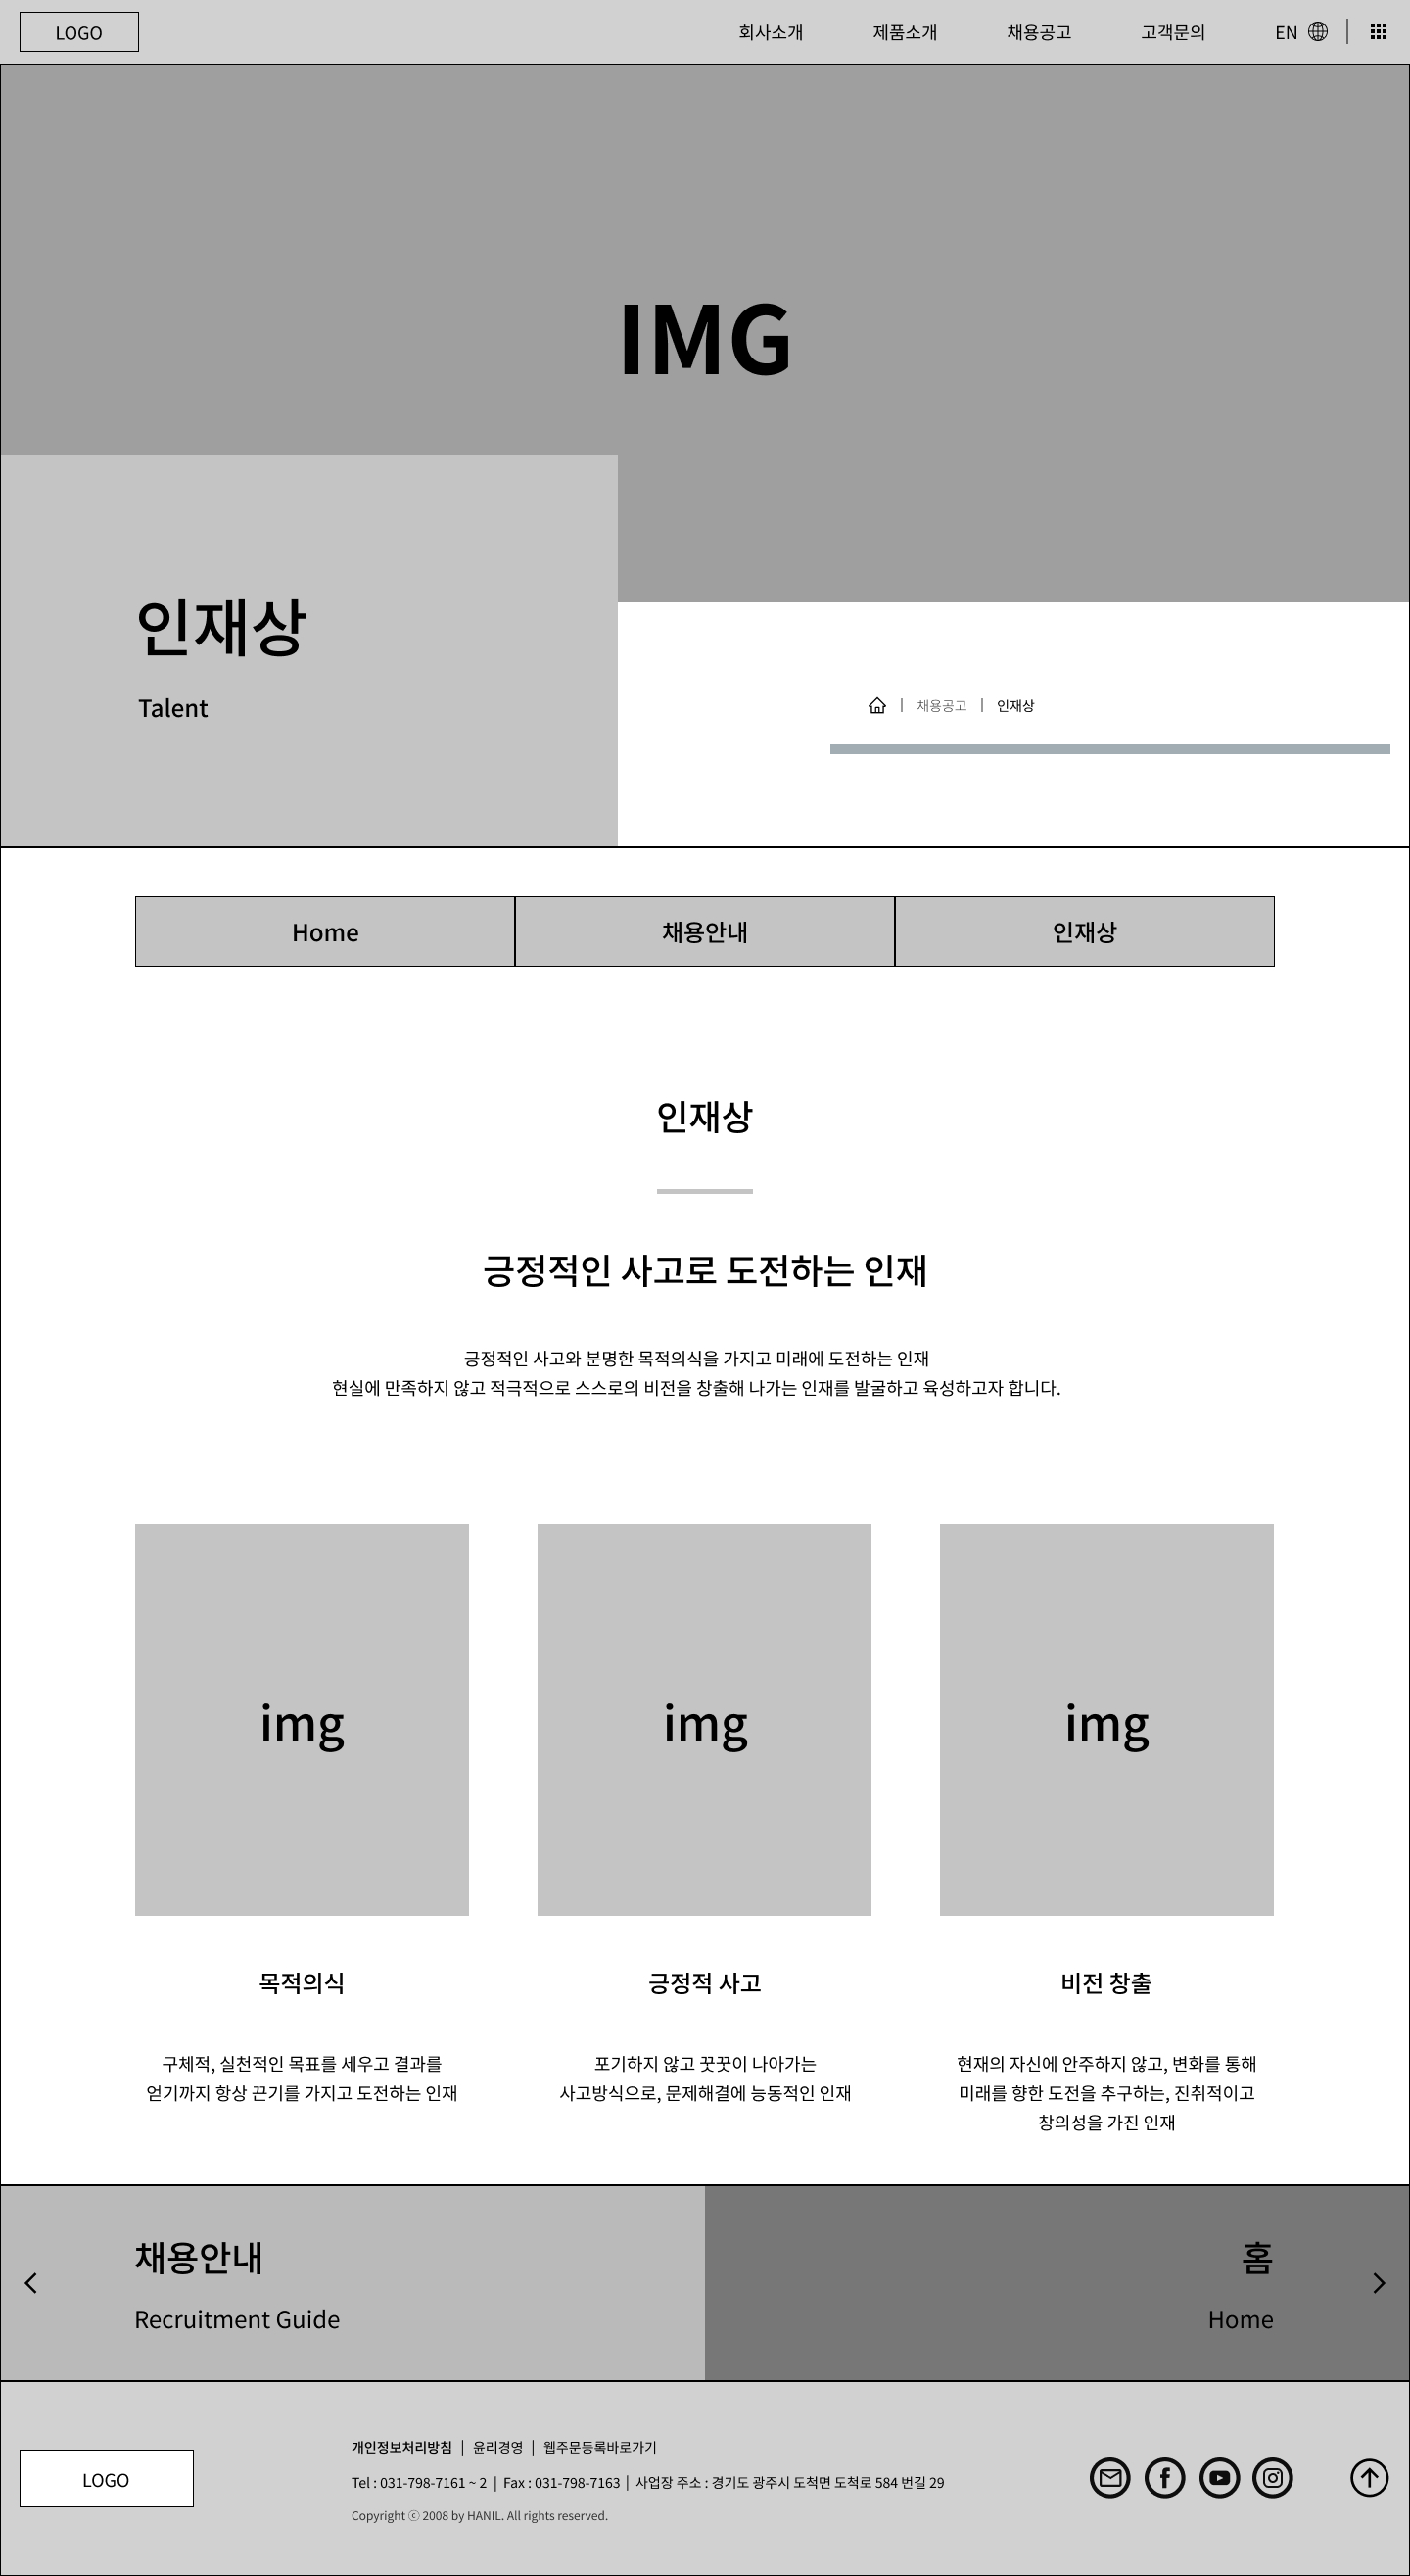 LOGO
회사소개 제품소개 채용공고 고객문의 EN
IMG
인재상
Talent
채용공고 | 인재상
Home 채용안내 인재상
인재상
긍정적인 사고로 도전하는 인재
긍정적인 사고와 분명한 목적의식을 가지고 미래에 도전하는 인재
현실에 만족하지 않고 적극적으로 스스로의 비전을 창출해 나가는 인재를 발굴하고 육성하고자 합니다.
img img img
목적의식
구체적, 실천적인 목표를 세우고 결과를
얻기까지 항상 끈기를 가지고 도전하는 인재
긍정적 사고
포기하지 않고 꿋꿋이 나아가는
사고방식으로, 문제해결에 능동적인 인재
비전 창출
현재의 자신에 안주하지 않고, 변화를 통해
미래를 향한 도전을 추구하는, 진취적이고
창의성을 가진 인재
채용안내
Recruitment Guide
홈
Home
LOGO
개인정보처리방침 | 윤리경영 | 웹주문등록바로가기
Tel : 031-798-7161 ~ 2 | Fax : 031-798-7163 | 사업장 주소 : 경기도 광주시 도척면 도척로 584 번길 29
Copyright ⓒ 2008 by HANIL. All rights reserved.